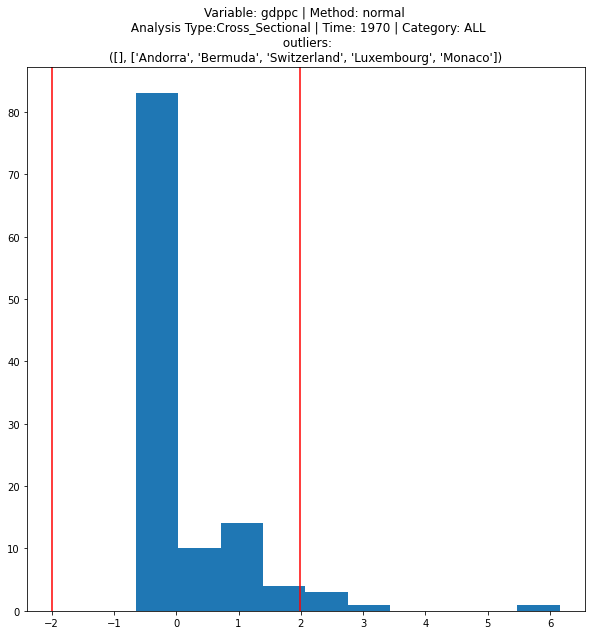 Variable: gdppc | Method: normal
Analysis Type:Cross_Sectional | Time: 1970 | Category: ALL
outliers:
([], ['Andorra', 'Bermuda', 'Switzerland', 'Luxembourg', 'Monaco'])
80
70
60
50
40
30
20
10
0
−2 −1 0 1 2 3 4 5 6